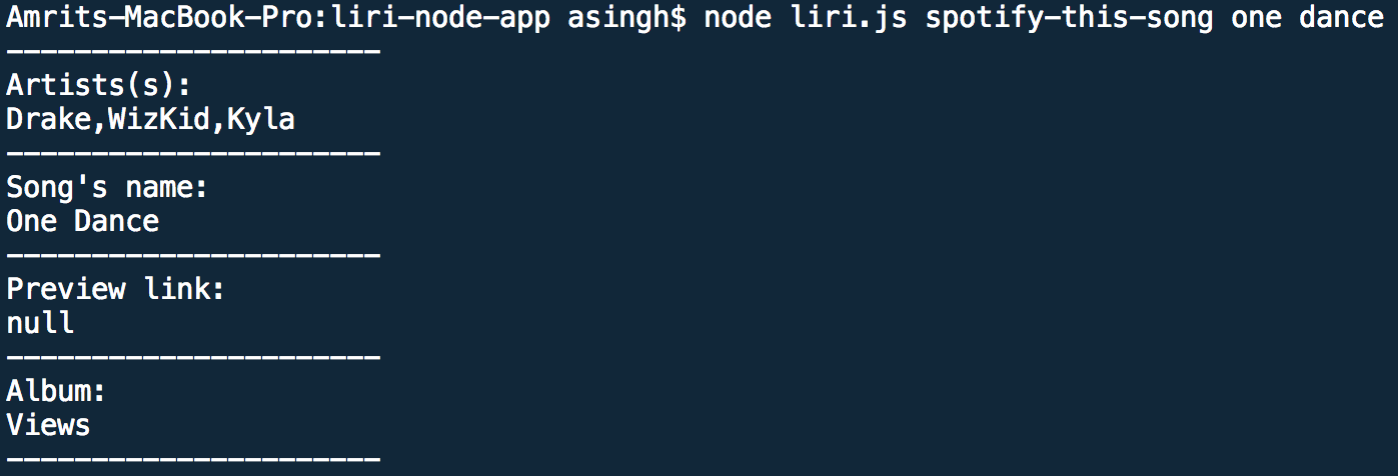 Amrits-MacBook-Pro:liri-node-app asingh$ node liri.js spotify-this-song one dance
----------------------
Artists(s):
Drake,WizKid,Kyla
----------------------
Song's name:
One Dance
----------------------
Preview link:
null
----------------------
Album:
Views
----------------------